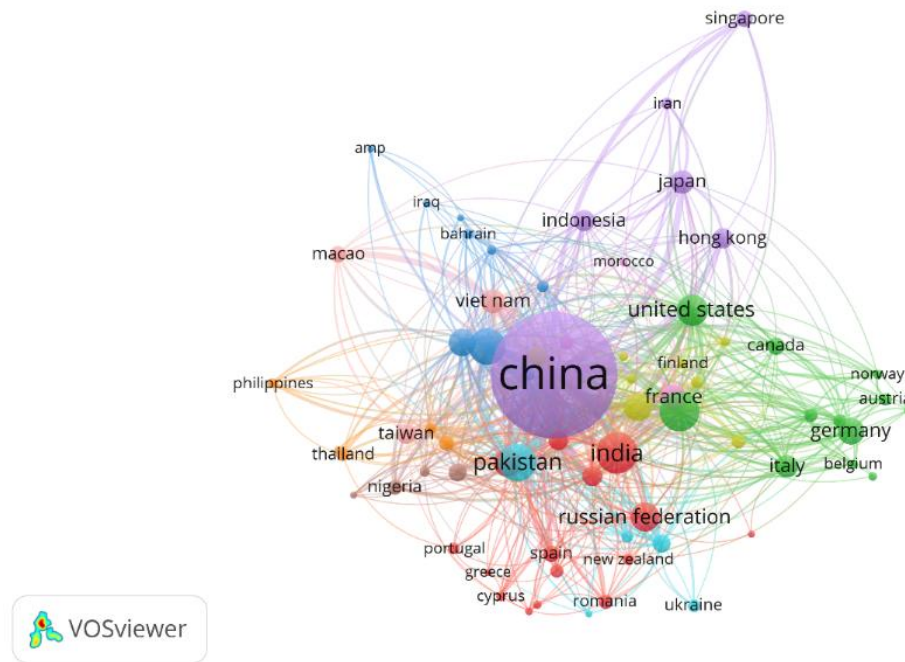 singapore
iran
amp
japan
iraq
indonesia
bahrain
hong kong
macao
morocco
viet nam
united states
canada
finland
china
norway
philippines
france
austria
taiwan
germany
thailand
india
pakistan
italy
belgium
nigeria
russian federation
portugal
spain
new zealand
greece
cyprus
romania
ukraine
VOSviewer